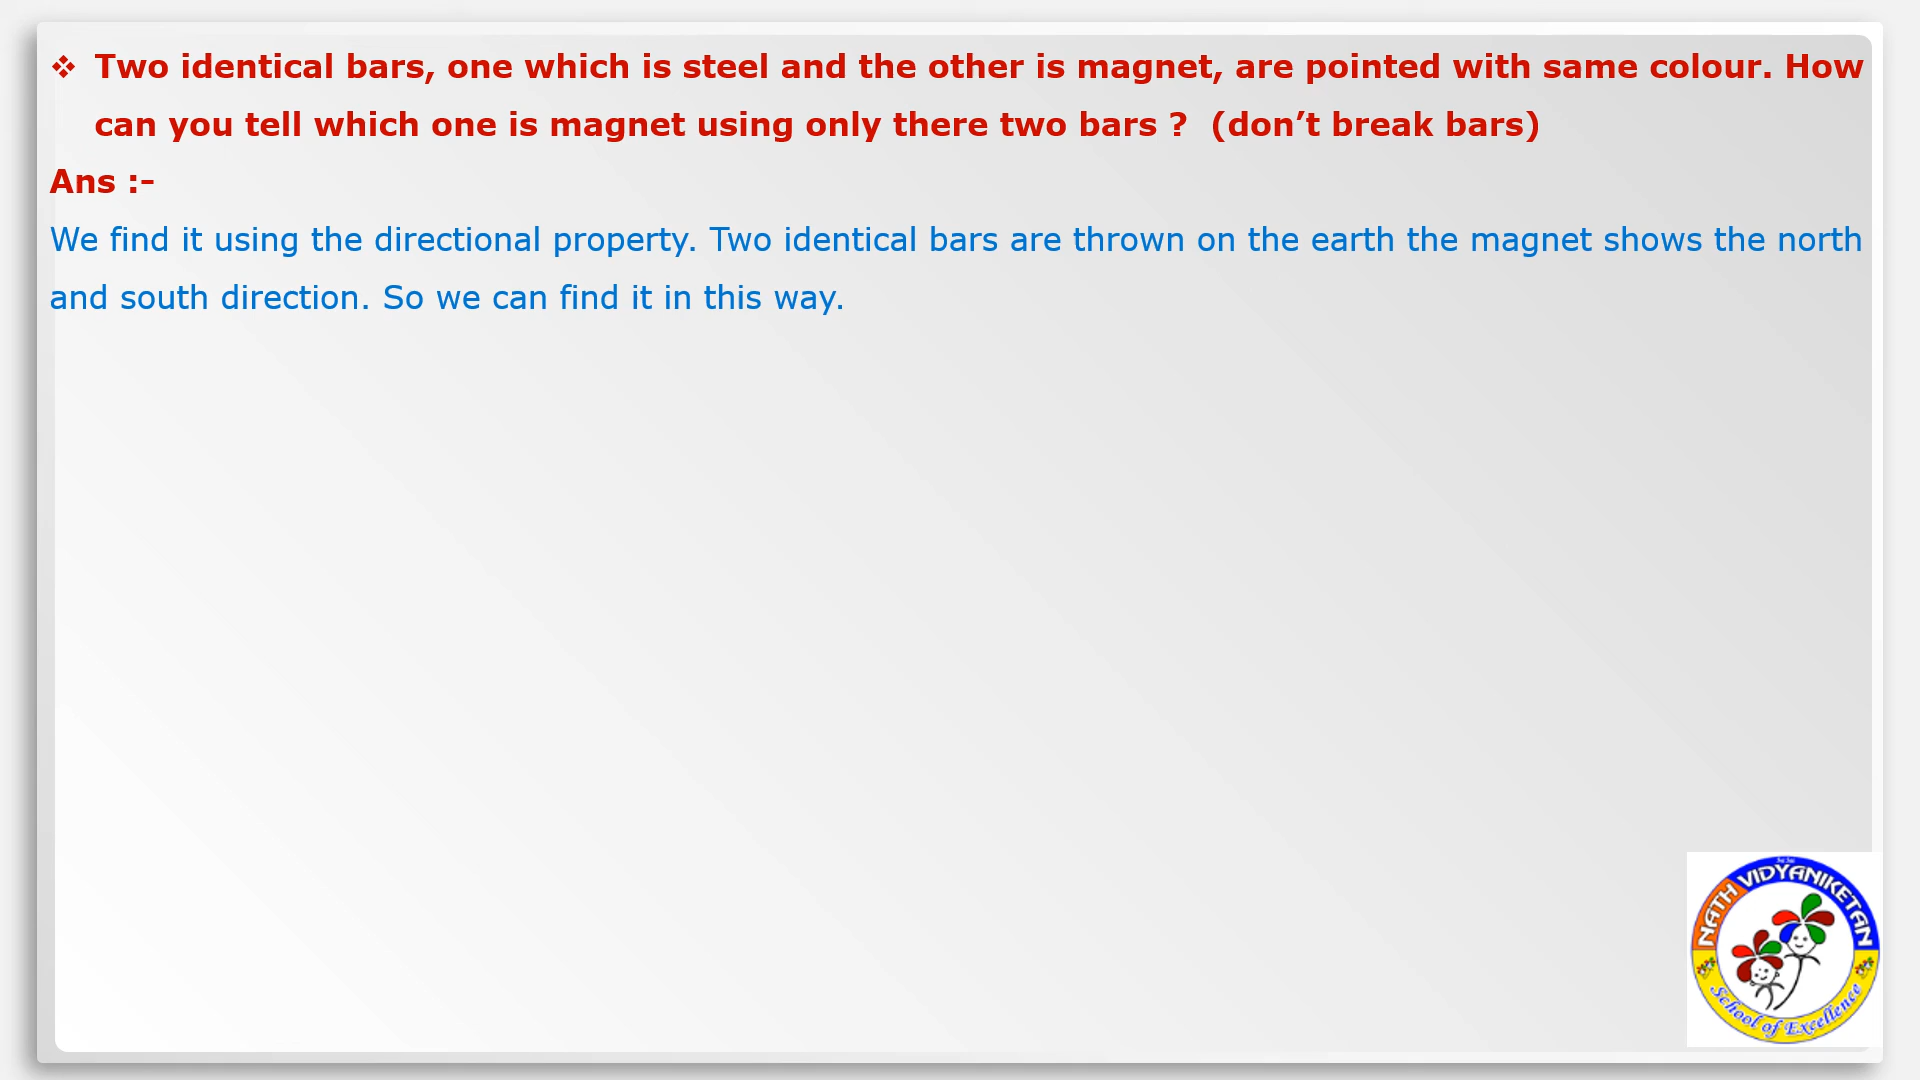 ❖ Two identical bars, one which is steel and the other is magnet, are pointed with same colour. How
can you tell which one is magnet using only there two bars ?  (don’t break bars)
Ans :–
We find it using the directional property. Two identical bars are thrown on the earth the magnet shows the north
and south direction. So we can find it in this way.
NATH VIDYANIKETAN
School of Excellence